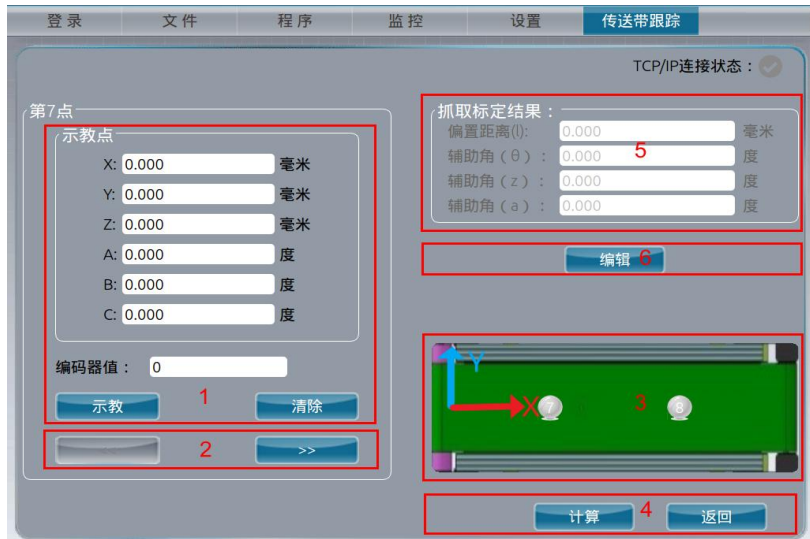 登录 文件 程序 监控 设置 传送带跟踪
TCP/IP连接状态：
第7点
示教点
X: 0.000 毫米
Y: 0.000 毫米
Z: 0.000 毫米
A: 0.000 度
B: 0.000 度
C: 0.000 度
编码器值： 0
示教 1 清除
2 >>
抓取标定结果：
偏置距离(l): 0.000 毫米
辅助角（θ）: 0.000 5 度
辅助角（z）: 0.000 度
辅助角（a）: 0.000 度
编辑 6
Y
X 7 3 8
计算 4 返回